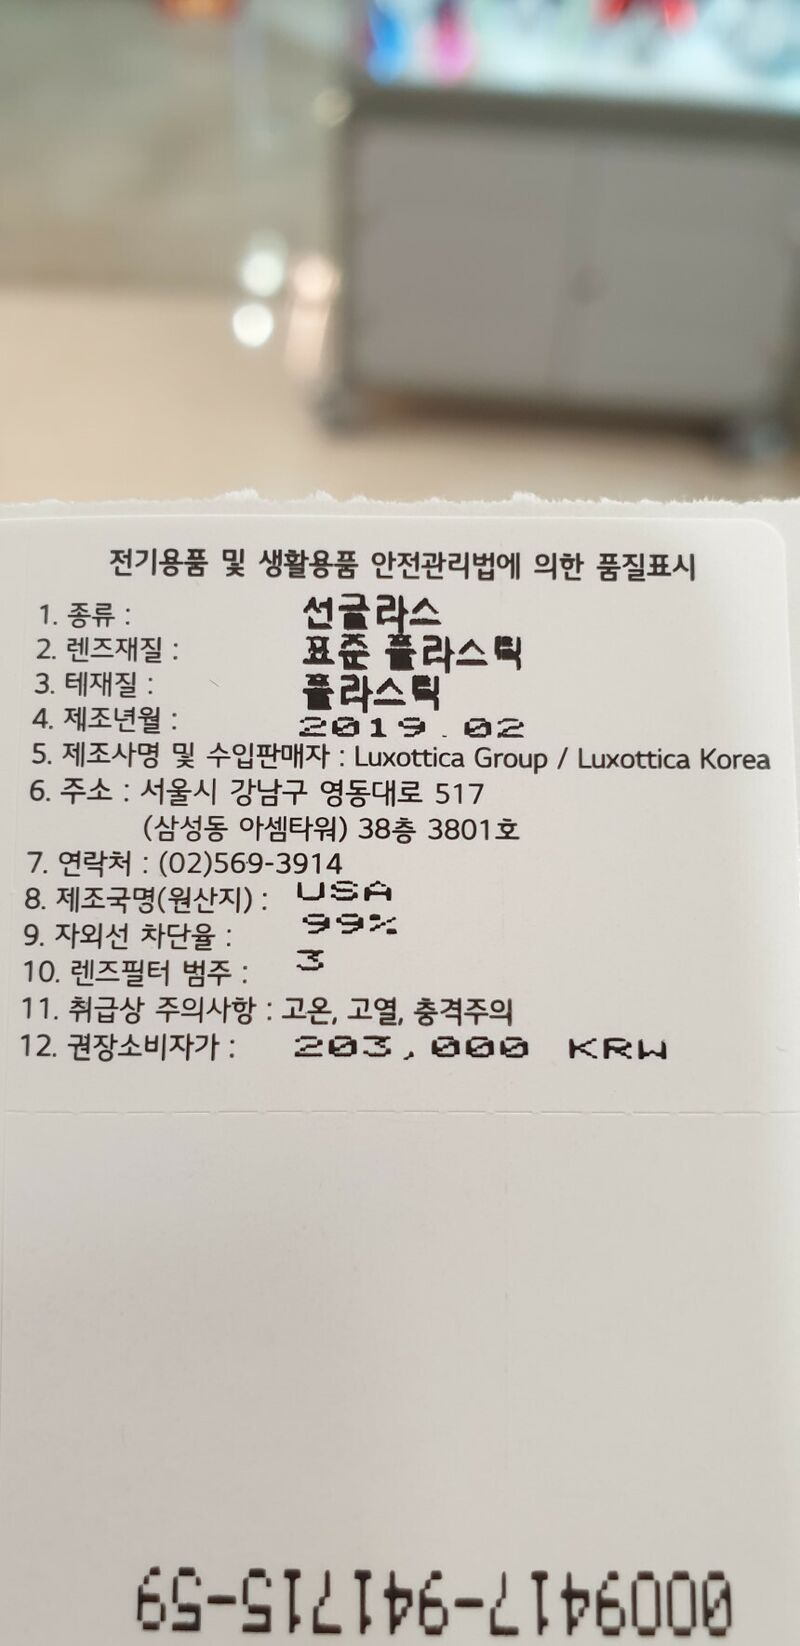 전기용품 및 생활용품 안전관리법에 의한 품질표시
1. 종류 : 선글라스
2. 렌즈재질 : 표준 플라스틱
3. 테재질 : 플라스틱
4. 제조년월 : 2019.02
5. 제조사명 및 수입판매자 : Luxottica Group / Luxottica Korea
6. 주소 : 서울시 강남구 영동대로 517
(삼성동 아셈타워) 38층 3801호
7. 연락처 : (02)569-3914
8. 제조국명(원산지) : USA
9. 자외선 차단율 : 99%
10. 렌즈필터 범주 : 3
11. 취급상 주의사항 : 고온, 고열, 충격주의
12. 권장소비자가 : 203,000 KRW
0009417-941715-59